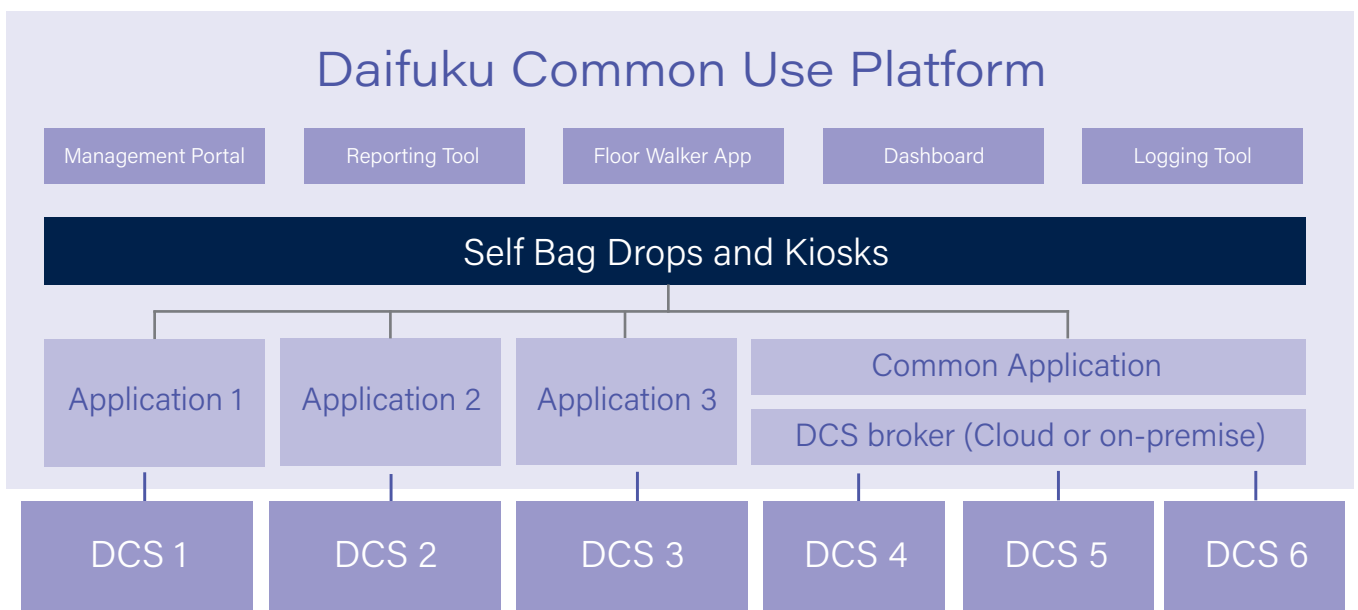 Daifuku Common Use Platform
Management Portal
Reporting Tool
Floor Walker App
Dashboard
Logging Tool
Self Bag Drops and Kiosks
Application 1
Application 2
Application 3
Common Application
DCS broker (Cloud or on-premise)
DCS 1
DCS 2
DCS 3
DCS 4
DCS 5
DCS 6